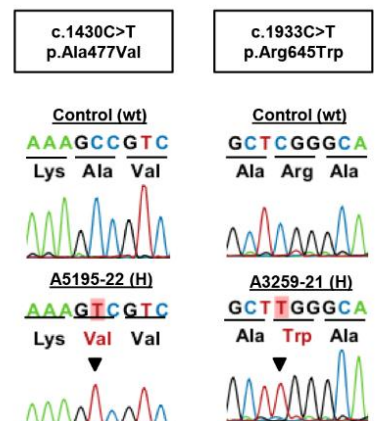 c.1430C>T
p.Ala477Val
Control (wt)
AAAGCCGTC
Lys Ala Val
A5195-22 (H)
AAAGTCGTC
Lys Val Val
c.1933C>T
p.Arg645Trp
Control (wt)
GCTCGGGCA
Ala Arg Ala
A3259-21 (H)
GCTTGGGCA
Ala Trp Ala